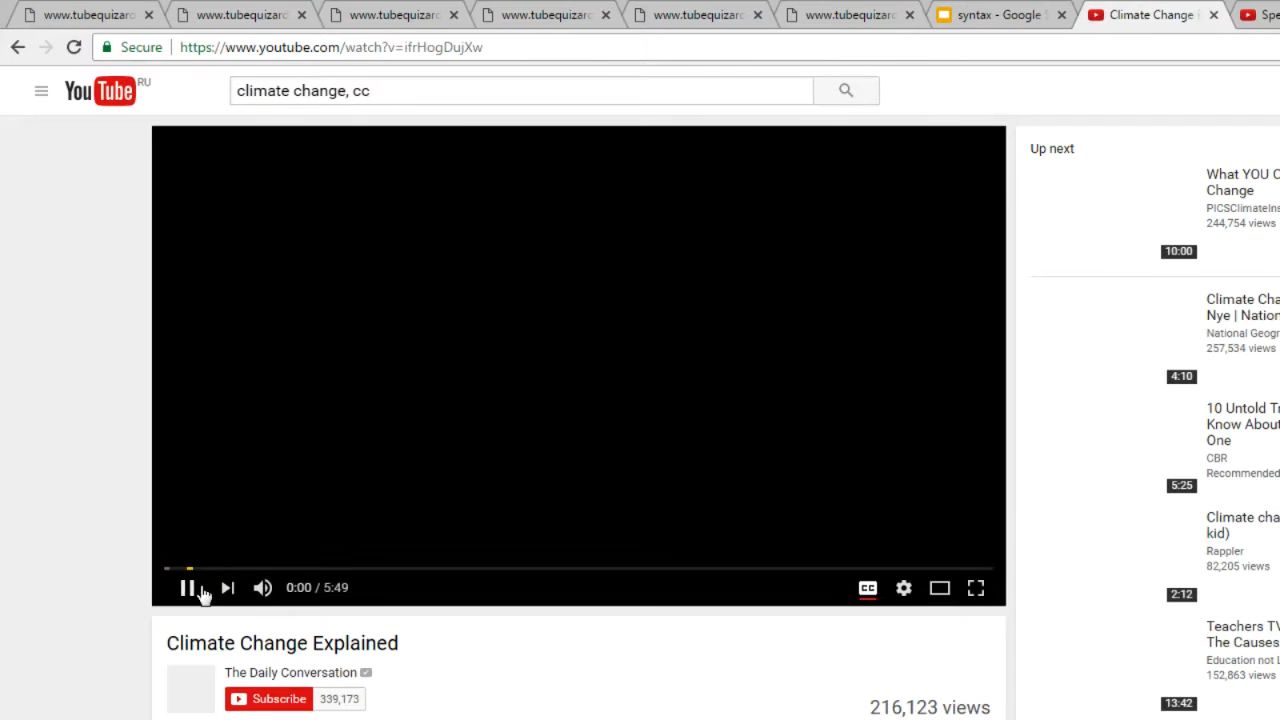 www.tubequizard www.tubequizard www.tubequizard www.tubequizard www.tubequizard www.tubequizard syntax - Google S Climate Change Spe
Secure https://www.youtube.com/watch?v=ifrHogDujXw
YouTube RU climate change, cc
Up next
What YOU C
Change
PICSClimateIns
244,754 views
10:00
Climate Cha
Nye | Nation
National Geogr
257,534 views
4:10
10 Untold Tr
Know About
One
CBR
Recommended
5:25
Climate cha
kid)
Rappler
82,205 views
2:12
Teachers TV
The Causes
Education not L
152,863 views
13:42
0:00 / 5:49 CC
Climate Change Explained
The Daily Conversation
Subscribe 339,173
216,123 views